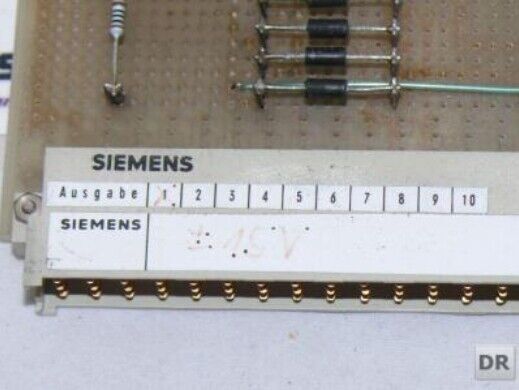 SIEMENS
Ausgabe 1 2 3 4 5 6 7 8 9 10
SIEMENS
15V
DR